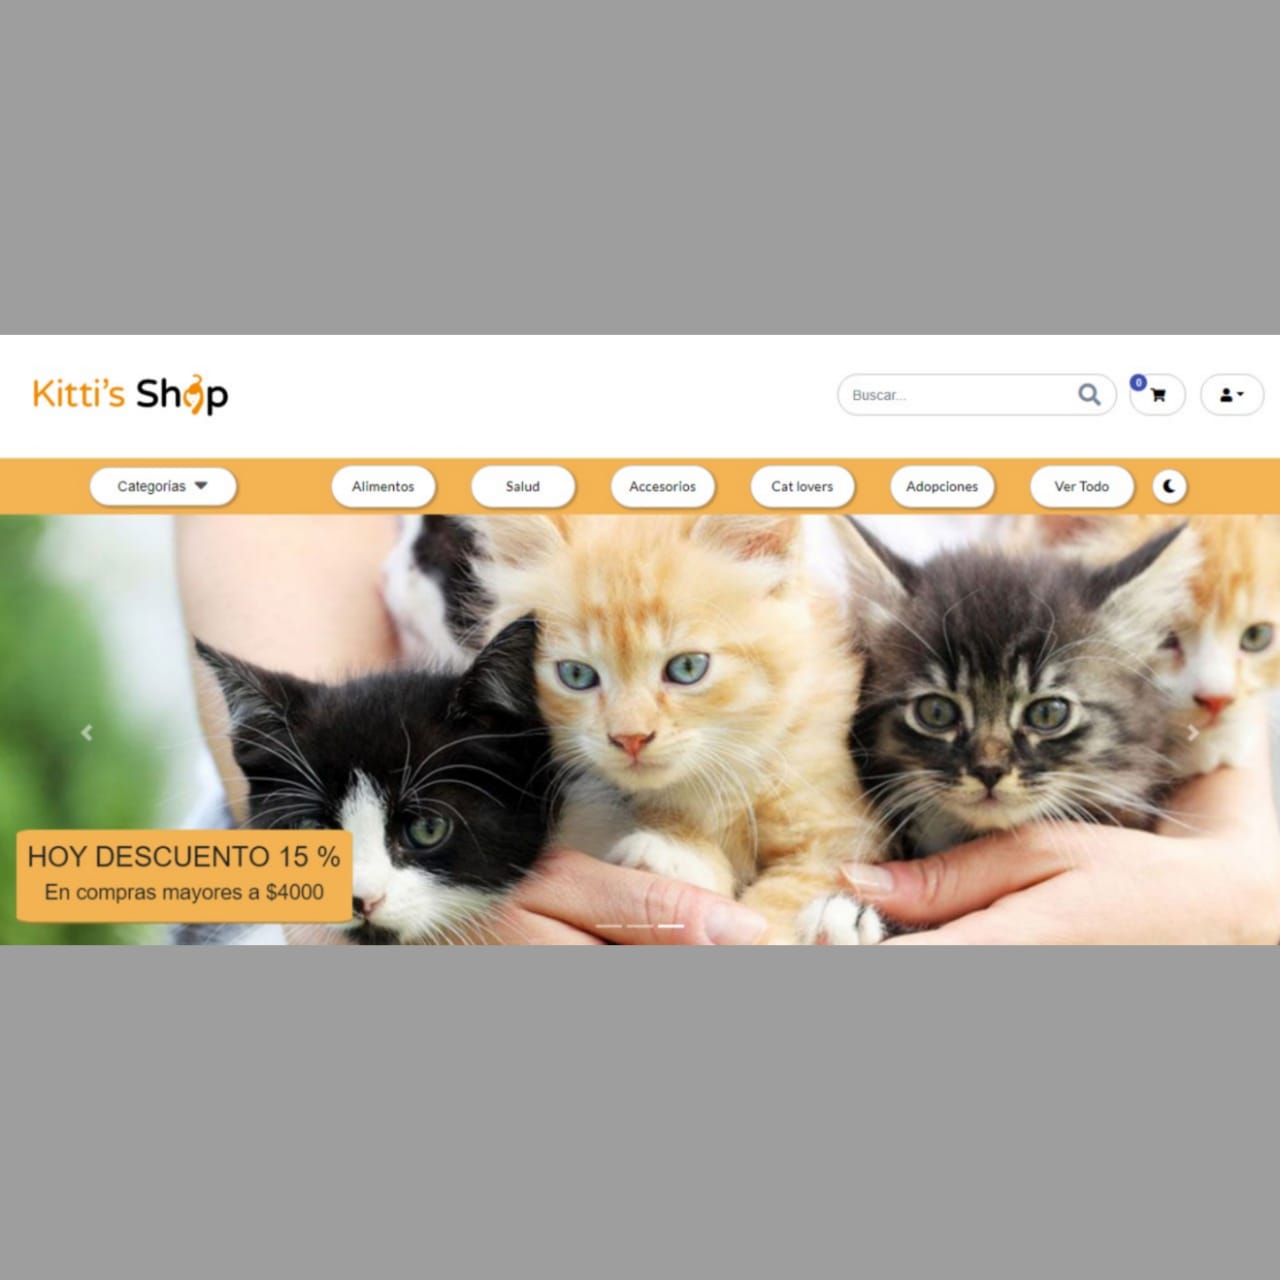 Kitti's Shop
Buscar...
0
Categorías
Alimentos
Salud
Accesorios
Cat lovers
Adopciones
Ver Todo
HOY DESCUENTO 15 %
En compras mayores a $4000